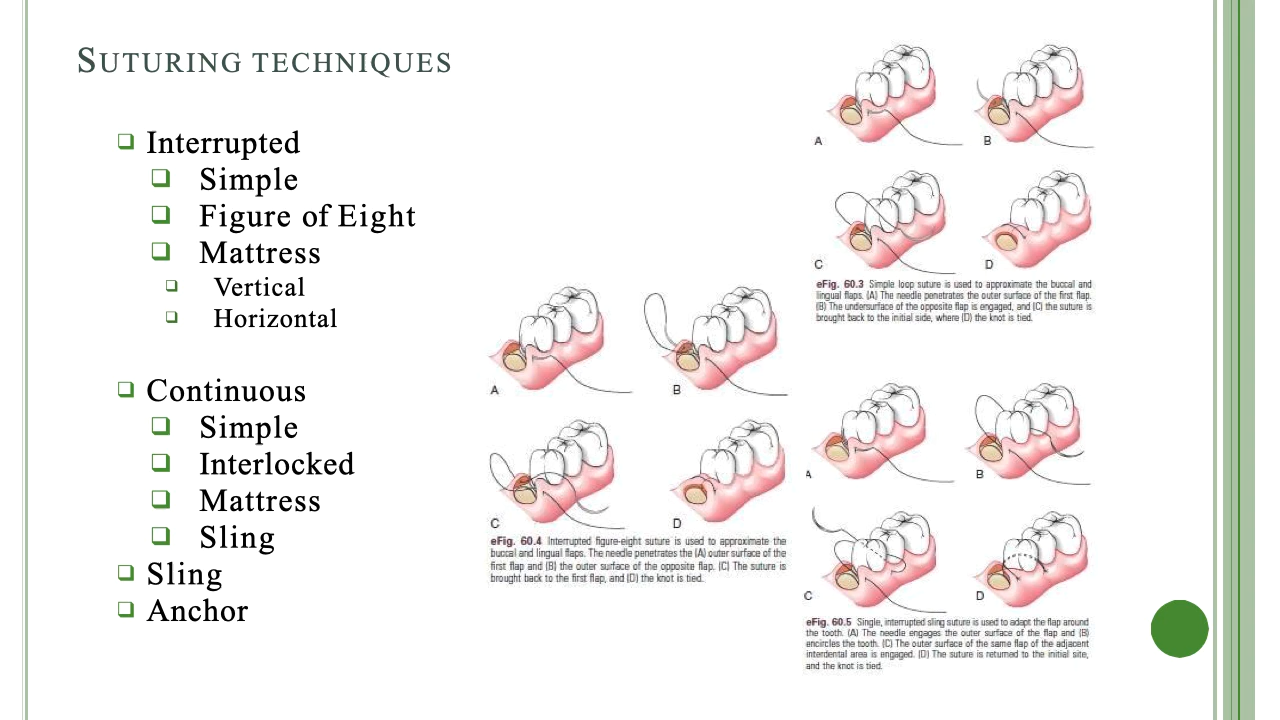 SUTURING TECHNIQUES
Interrupted
Simple
Figure of Eight
Mattress
Vertical
Horizontal
Continuous
Simple
Interlocked
Mattress
Sling
Sling
Anchor
A
B
C
D
eFig. 60.4 Interrupted figure-eight suture is used to approximate the
buccal and lingual flaps. The needle penetrates the (A) outer surface of the
first flap and (B) the outer surface of the opposite flap. (C) The suture is
brought back to the first flap, and (D) the knot is tied.
A
B
C
D
eFig. 60.3 Simple loop suture is used to approximate the buccal and
lingual flaps. (A) The needle penetrates the outer surface of the first flap.
(B) The undersurface of the opposite flap is engaged, and (C) the suture is
brought back to the initial side, where (D) the knot is tied.
A
B
C
D
eFig. 60.5 Single, interrupted sling suture is used to adapt the flap around
the tooth. (A) The needle engages the outer surface of the flap and (B)
encircles the tooth. (C) The outer surface of the same flap of the adjacent
interdental area is engaged. (D) The suture is returned to the initial site,
and the knot is tied.